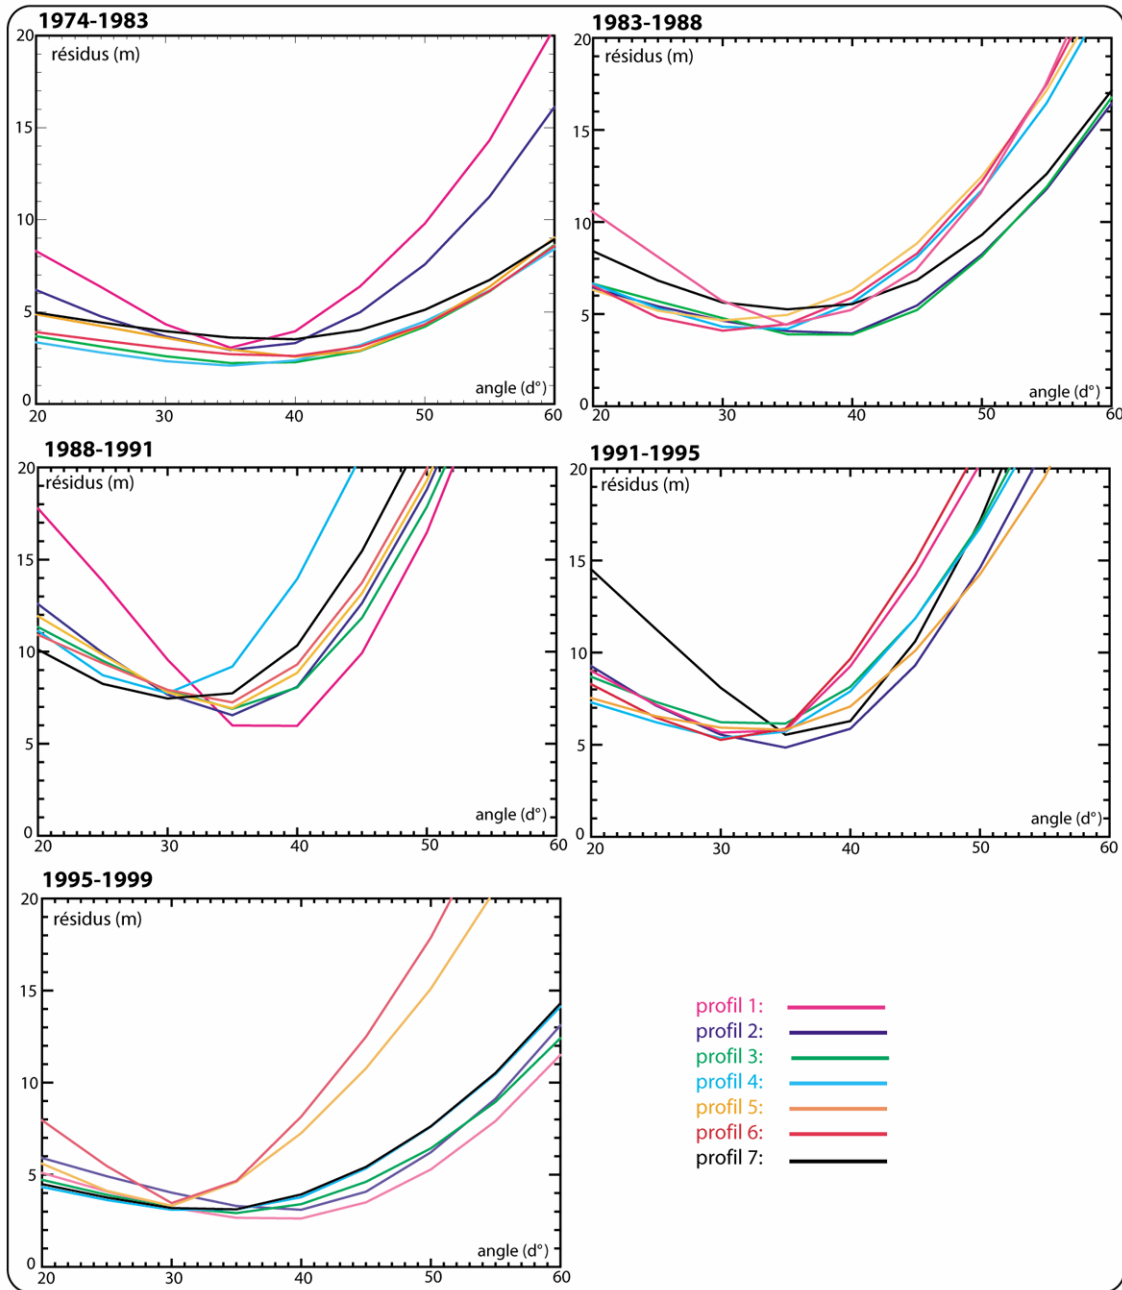 1974-1983
20
résidus (m)
15
10
5
0
angle (d°)
20 30 40 50 60
1983-1988
20
résidus (m)
15
10
5
0
angle (d°)
20 30 40 50 60
1988-1991
20
résidus (m)
15
10
5
0
angle (d°)
20 30 40 50 60
1991-1995
20
résidus (m)
15
10
5
0
angle (d°)
20 30 40 50 60
1995-1999
20
résidus (m)
15
10
5
0
angle (d°)
20 30 40 50 60
profil 1:
profil 2:
profil 3:
profil 4:
profil 5:
profil 6:
profil 7: